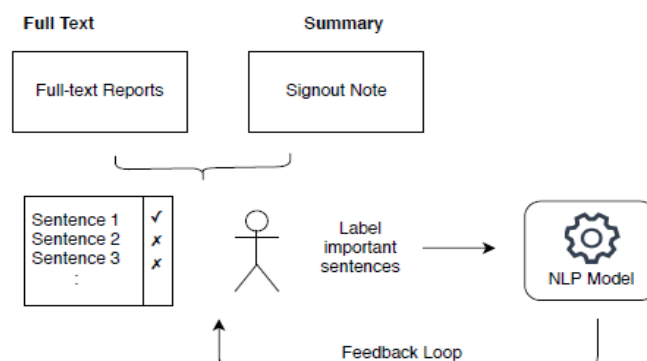 Full Text
Summary
Full-text Reports
Signout Note
Sentence 1 ✓
Sentence 2 ✗
Sentence 3 ✗
:
Label
important
sentences
NLP Model
Feedback Loop